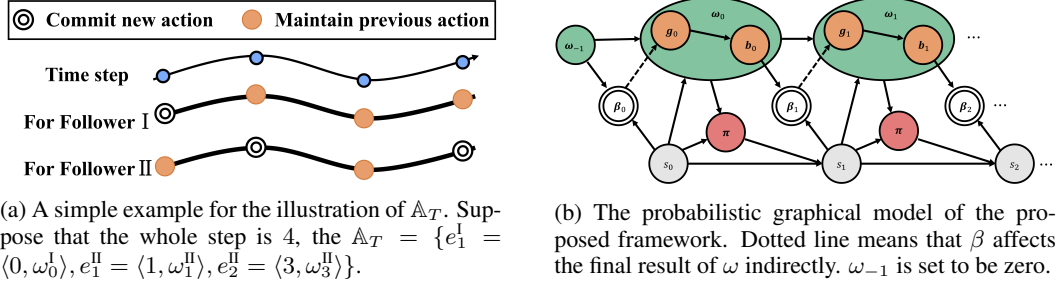 Commit new action
Maintain previous action
Time step
For Follower I
For Follower II
(a) A simple example for the illustration of 𝔸_T. Sup-
pose that the whole step is 4, the 𝔸_T = {e_1^I =
⟨0, ω_0^I⟩, e_1^II = ⟨1, ω_1^II⟩, e_2^II = ⟨3, ω_3^II⟩}.
ω_{-1}
ω_0
g_0
b_0
ω_1
g_1
b_1
...
β_0
β_1
β_2
...
π
π
s_0
s_1
s_2
...
(b) The probabilistic graphical model of the pro-
posed framework. Dotted line means that β affects
the final result of ω indirectly. ω_{-1} is set to be zero.